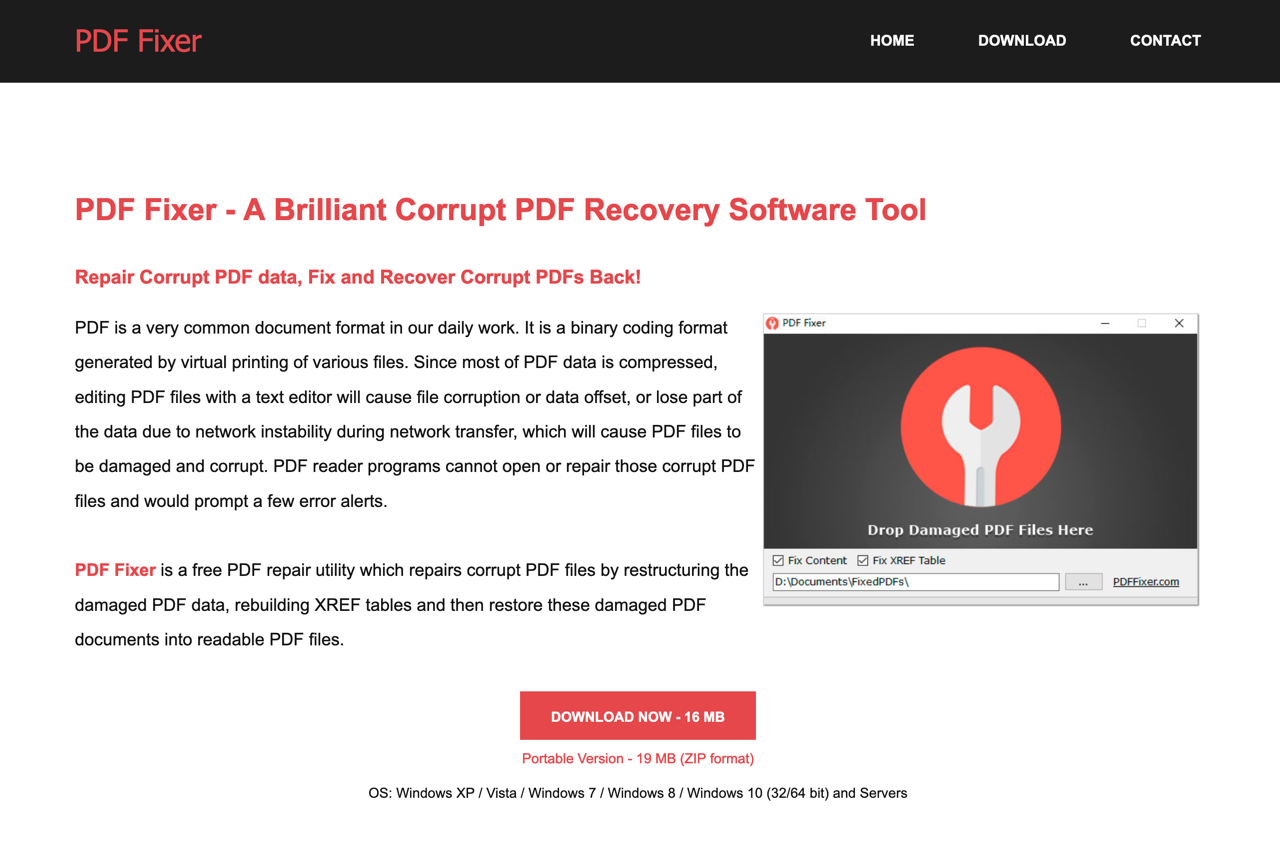 PDF Fixer
HOME DOWNLOAD CONTACT
PDF Fixer - A Brilliant Corrupt PDF Recovery Software Tool
Repair Corrupt PDF data, Fix and Recover Corrupt PDFs Back!
PDF is a very common document format in our daily work. It is a binary coding format
generated by virtual printing of various files. Since most of PDF data is compressed,
editing PDF files with a text editor will cause file corruption or data offset, or lose part of
the data due to network instability during network transfer, which will cause PDF files to
be damaged and corrupt. PDF reader programs cannot open or repair those corrupt PDF
files and would prompt a few error alerts.
PDF Fixer is a free PDF repair utility which repairs corrupt PDF files by restructuring the
damaged PDF data, rebuilding XREF tables and then restore these damaged PDF
documents into readable PDF files.
PDF Fixer
Drop Damaged PDF Files Here
Fix Content Fix XREF Table
D:\Documents\FixedPDFs\ ... PDFFixer.com
DOWNLOAD NOW - 16 MB
Portable Version - 19 MB (ZIP format)
OS: Windows XP / Vista / Windows 7 / Windows 8 / Windows 10 (32/64 bit) and Servers